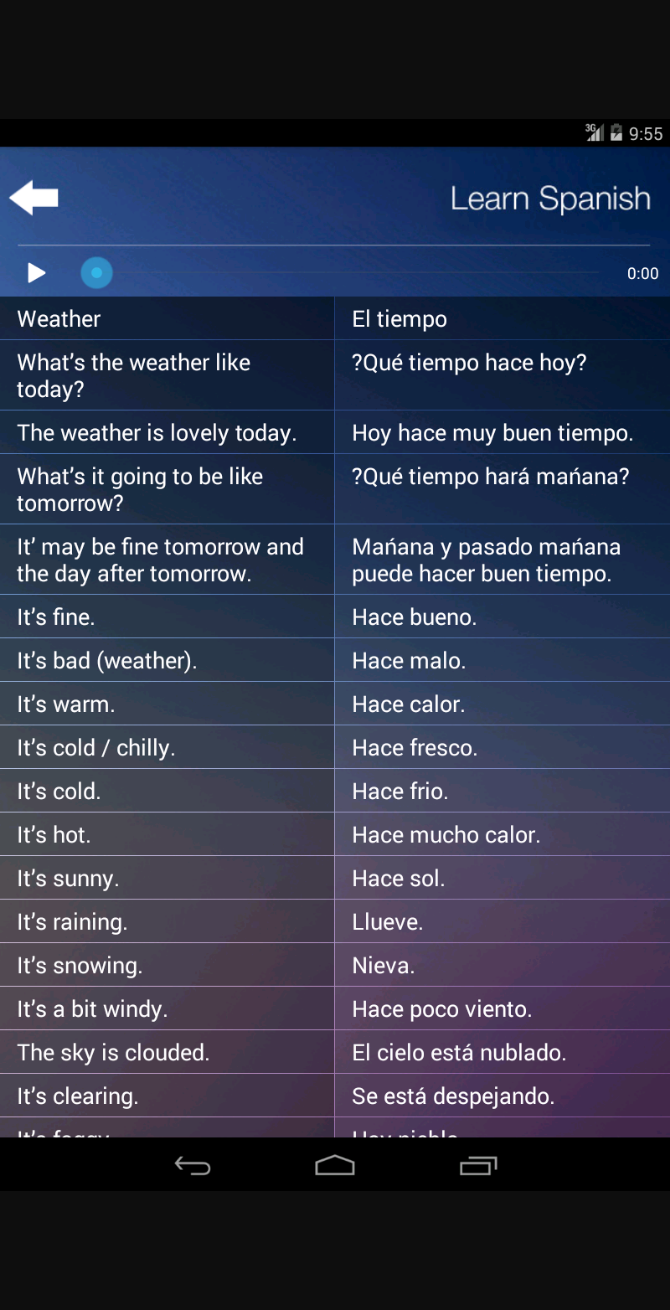 3G 9:55
Learn Spanish
0:00
Weather El tiempo
What's the weather like ?Qué tiempo hace hoy?
today?
The weather is lovely today. Hoy hace muy buen tiempo.
What's it going to be like ?Qué tiempo hará mańana?
tomorrow?
It' may be fine tomorrow and Mańana y pasado mańana
the day after tomorrow. puede hacer buen tiempo.
It's fine. Hace bueno.
It's bad (weather). Hace malo.
It's warm. Hace calor.
It's cold / chilly. Hace fresco.
It's cold. Hace frio.
It's hot. Hace mucho calor.
It's sunny. Hace sol.
It's raining. Llueve.
It's snowing. Nieva.
It's a bit windy. Hace poco viento.
The sky is clouded. El cielo está nublado.
It's clearing. Se está despejando.